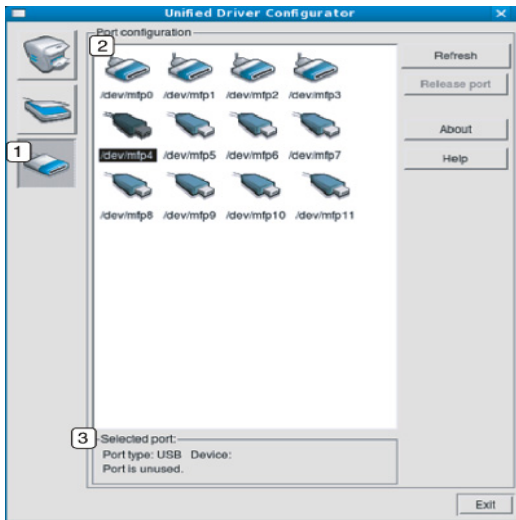 Unified Driver Configurator
Port configuration
2
Refresh
/dev/mfp0 /dev/mfp1 /dev/mfp2 /dev/mfp3
Release port
About
1
/dev/mfp4 /dev/mfp5 /dev/mfp6 /dev/mfp7
Help
/dev/mfp8 /dev/mfp9 /dev/mfp10 /dev/mfp11
3
Selected port:
Port type: USB Device:
Port is unused.
Exit